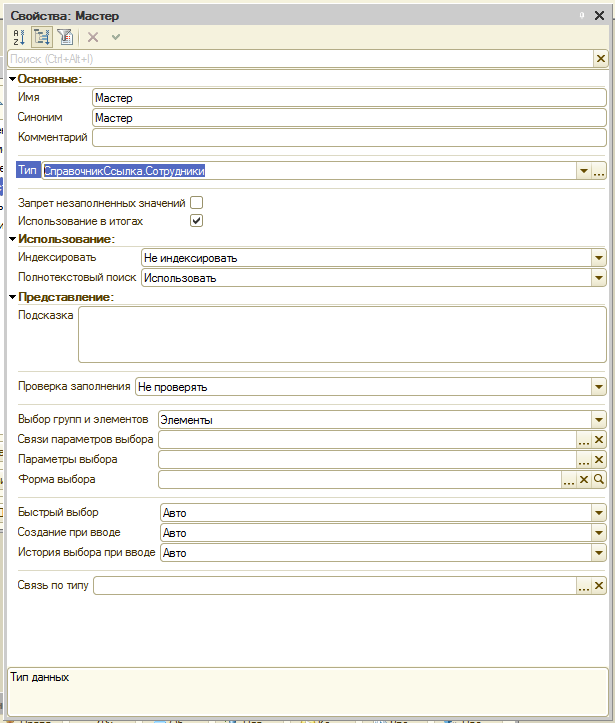 Свойства: Мастер
Поиск (Ctrl+Alt+I)
Основные:
Имя Мастер
Синоним Мастер
Комментарий
Тип СправочникСсылка.Сотрудники
Запрет незаполненных значений
Использование в итогах
Использование:
Индексировать Не индексировать
Полнотекстовый поиск Использовать
Представление:
Подсказка
Проверка заполнения Не проверять
Выбор групп и элементов Элементы
Связи параметров выбора
Параметры выбора
Форма выбора
Быстрый выбор Авто
Создание при вводе Авто
История выбора при вводе Авто
Связь по типу
Тип данных